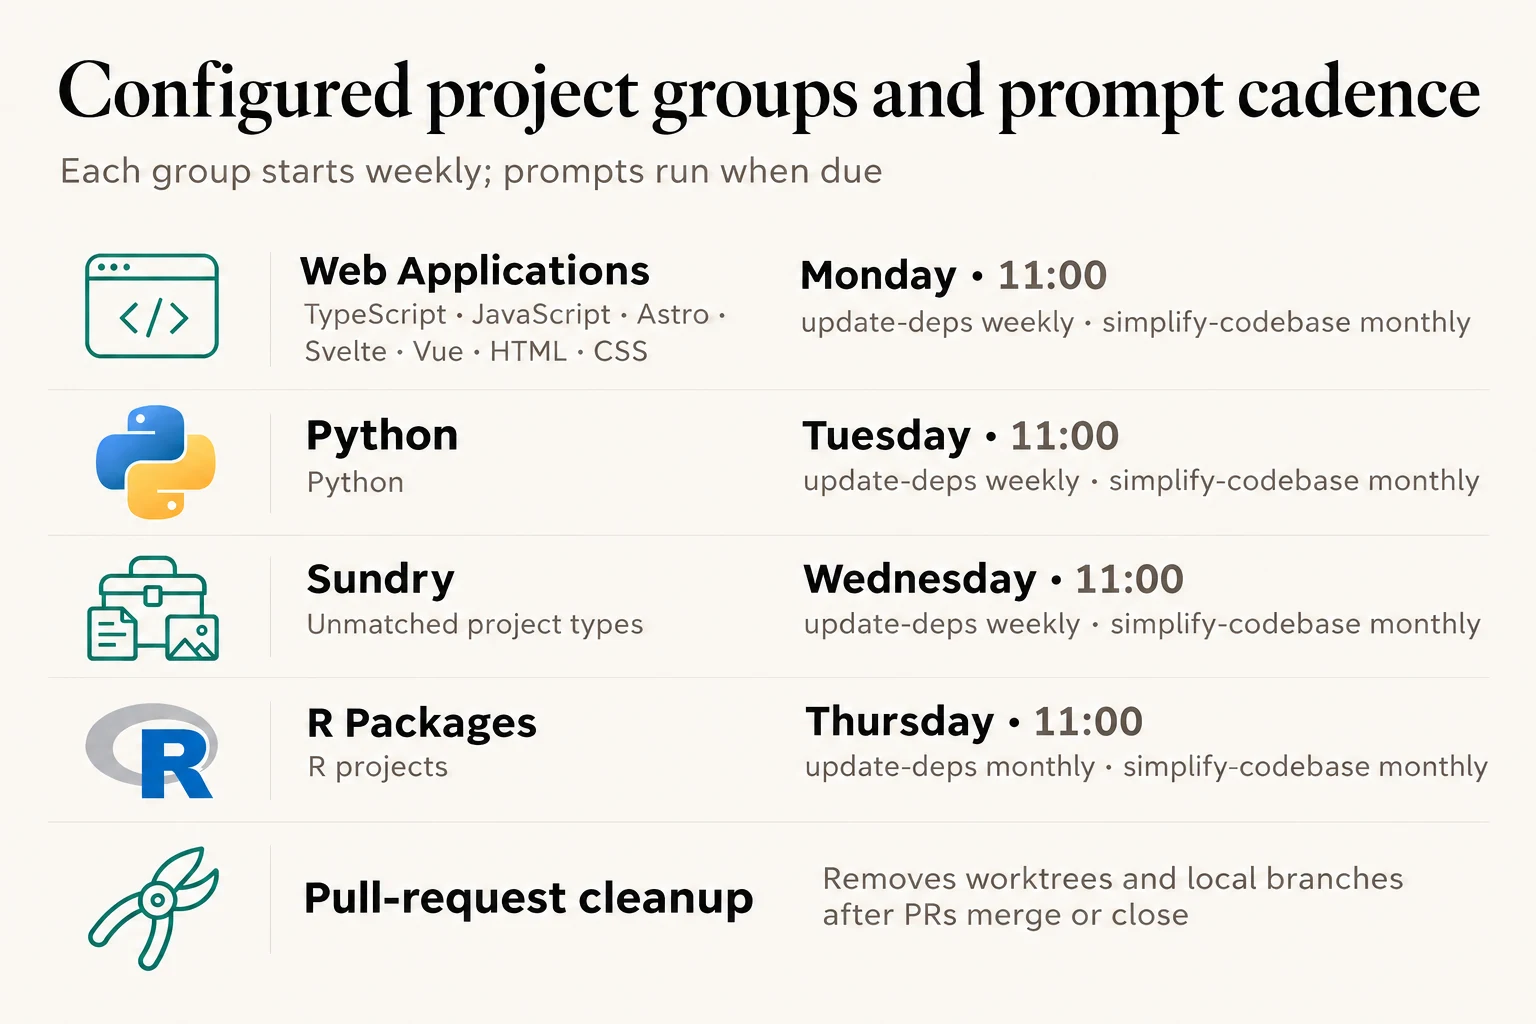 Configured project groups and prompt cadence
Each group starts weekly; prompts run when due
Web Applications
TypeScript · JavaScript · Astro ·
Svelte · Vue · HTML · CSS
Monday • 11:00
update-deps weekly · simplify-codebase monthly
Python
Python
Tuesday • 11:00
update-deps weekly · simplify-codebase monthly
Sundry
Unmatched project types
Wednesday • 11:00
update-deps weekly · simplify-codebase monthly
R
R Packages
R projects
Thursday • 11:00
update-deps monthly · simplify-codebase monthly
Pull-request cleanup
Removes worktrees and local branches
after PRs merge or close